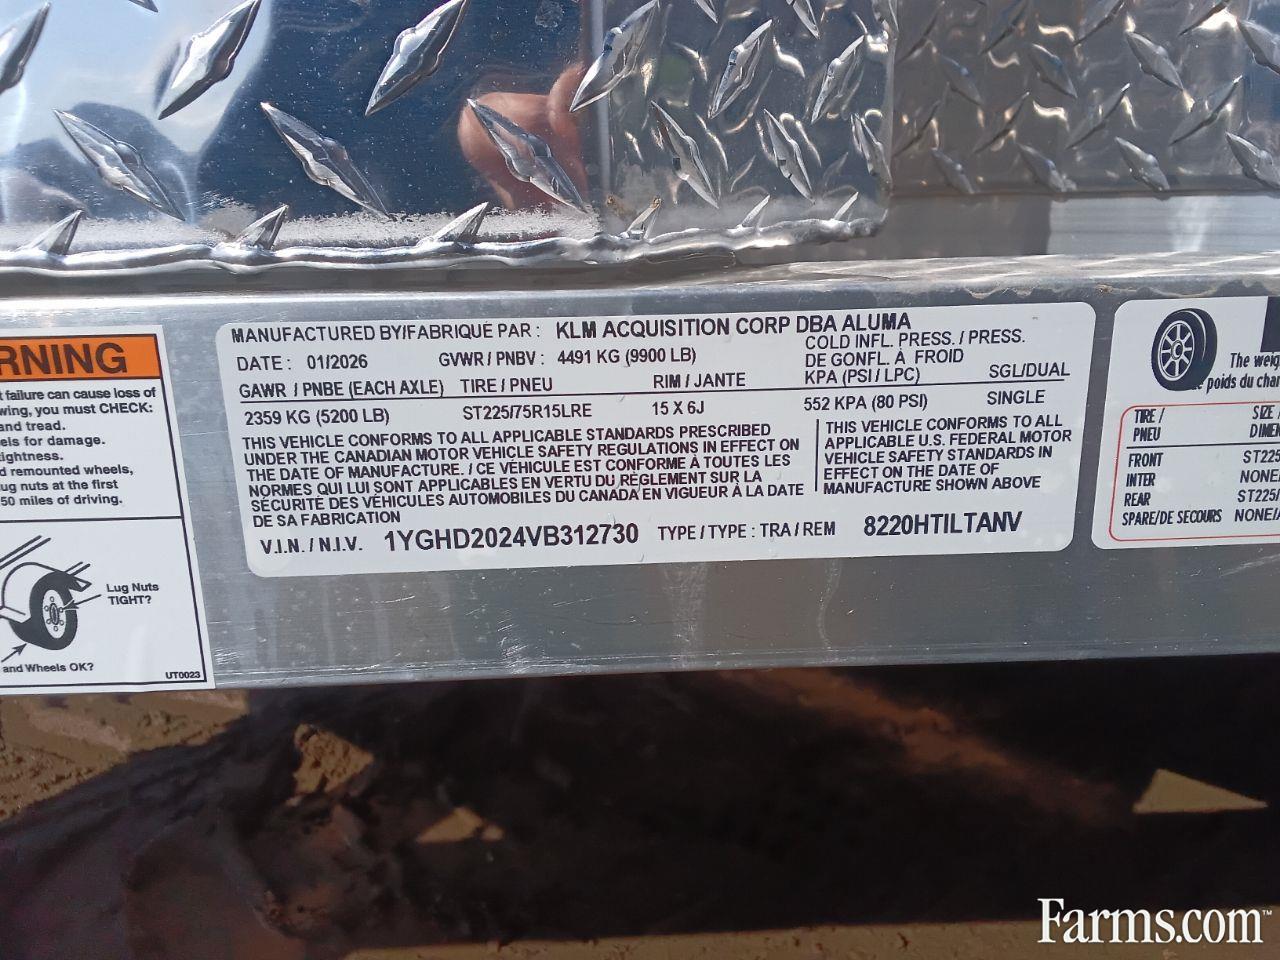 RNING
t failure can cause loss of
wing, you must CHECK:
and tread.
els for damage.
ightness.
d remounted wheels,
ug nuts at the first
50 miles of driving.
Lug Nuts
TIGHT?
and Wheels OK?
UT0023
MANUFACTURED BY/FABRIQUÉ PAR : KLM ACQUISITION CORP DBA ALUMA
DATE : 01/2026 GVWR / PNBV : 4491 KG (9900 LB)
COLD INFL. PRESS. / PRESS.
DE GONFL. À FROID
GAWR / PNBE (EACH AXLE) TIRE / PNEU RIM / JANTE KPA (PSI / LPC) SGL/DUAL
2359 KG (5200 LB) ST225/75R15LRE 15 X 6J 552 KPA (80 PSI) SINGLE
THIS VEHICLE CONFORMS TO ALL APPLICABLE STANDARDS PRESCRIBED
UNDER THE CANADIAN MOTOR VEHICLE SAFETY REGULATIONS IN EFFECT ON
THE DATE OF MANUFACTURE. / CE VÉHICULE EST CONFORME À TOUTES LES
NORMES QUI LUI SONT APPLICABLES EN VERTU DU RÈGLEMENT SUR LA
SÉCURITÉ DES VÉHICULES AUTOMOBILES DU CANADA EN VIGUEUR À LA DATE
DE SA FABRICATION
THIS VEHICLE CONFORMS TO ALL
APPLICABLE U.S. FEDERAL MOTOR
VEHICLE SAFETY STANDARDS IN
EFFECT ON THE DATE OF
MANUFACTURE SHOWN ABOVE
V.I.N. / N.I.V. 1YGHD2024VB312730 TYPE / TYPE : TRA / REM 8220HTILTANV
The weig
e poids du char
TIRE / SIZE /
PNEU DIMEN
FRONT ST225
INTER NONE/
REAR ST225/
SPARE/DE SECOURS NONE/A
Farms.com™